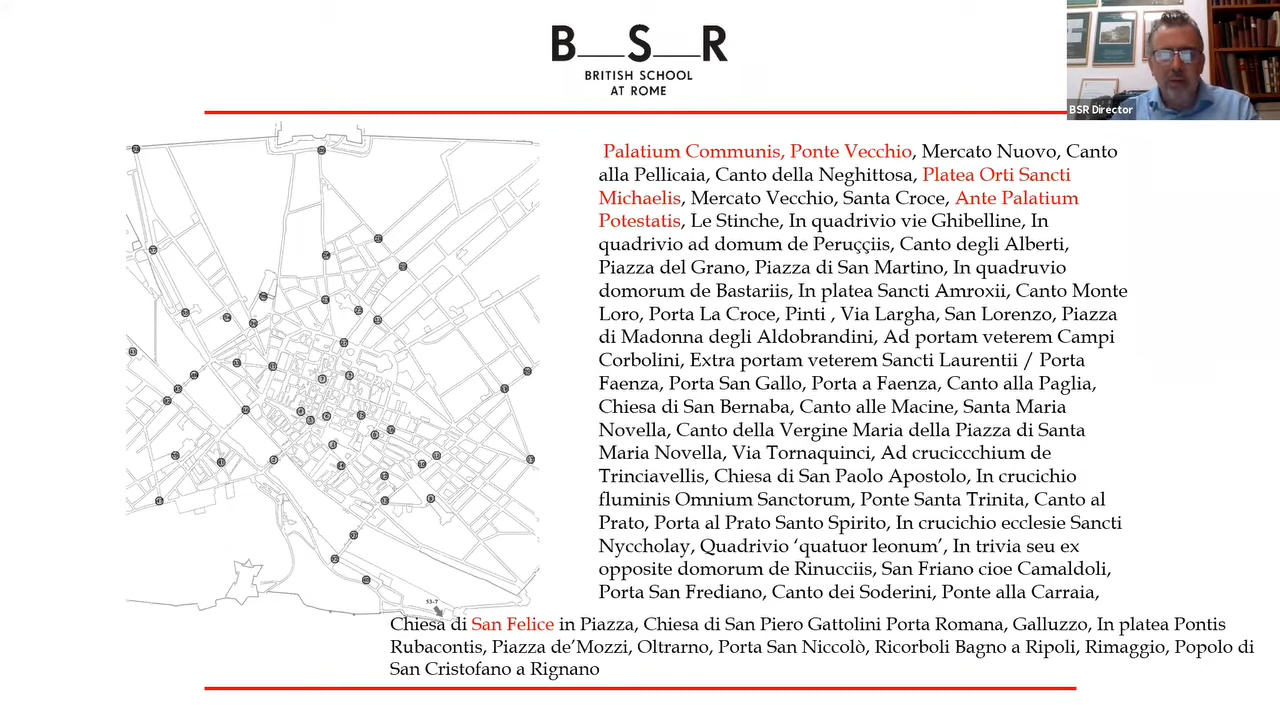 B__S__R
BRITISH SCHOOL
AT ROME
BSR Director
Palatium Communis, Ponte Vecchio, Mercato Nuovo, Canto
alla Pellicaia, Canto della Neghittosa, Platea Orti Sancti
Michaelis, Mercato Vecchio, Santa Croce, Ante Palatium
Potestatis, Le Stinche, In quadrivio vie Ghibelline, In
quadrivio ad domum de Peruççiis, Canto degli Alberti,
Piazza del Grano, Piazza di San Martino, In quadruvio
domorum de Bastariis, In platea Sancti Amroxii, Canto Monte
Loro, Porta La Croce, Pinti , Via Largha, San Lorenzo, Piazza
di Madonna degli Aldobrandini, Ad portam veterem Campi
Corbolini, Extra portam veterem Sancti Laurentii / Porta
Faenza, Porta San Gallo, Porta a Faenza, Canto alla Paglia,
Chiesa di San Bernaba, Canto alle Macine, Santa Maria
Novella, Canto della Vergine Maria della Piazza di Santa
Maria Novella, Via Tornaquinci, Ad cruciccchium de
Trinciavellis, Chiesa di San Paolo Apostolo, In crucichio
fluminis Omnium Sanctorum, Ponte Santa Trinita, Canto al
Prato, Porta al Prato Santo Spirito, In crucichio ecclesie Sancti
Nyccholay, Quadrivio ‘quatuor leonum’, In trivia seu ex
opposite domorum de Rinucciis, San Friano cioe Camaldoli,
Porta San Frediano, Canto dei Soderini, Ponte alla Carraia,
53-7
Chiesa di San Felice in Piazza, Chiesa di San Piero Gattolini Porta Romana, Galluzzo, In platea Pontis
Rubacontis, Piazza de’Mozzi, Oltrarno, Porta San Niccolò, Ricorboli Bagno a Ripoli, Rimaggio, Popolo di
San Cristofano a Rignano